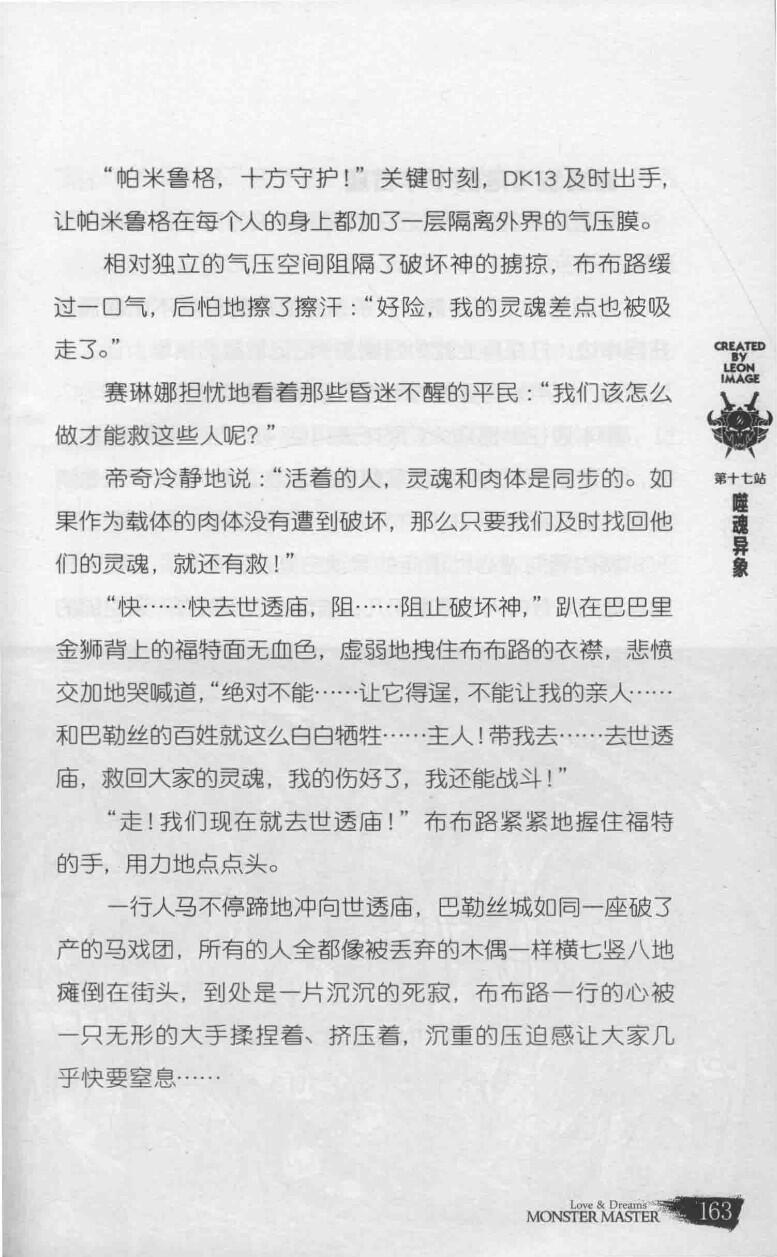 “帕米鲁格，十方守护！”关键时刻，DK13 及时出手，
让帕米鲁格在每个人的身上都加了一层隔离外界的气压膜。
相对独立的气压空间阻隔了破坏神的掳掠，布布路缓
过一口气，后怕地擦了擦汗：“好险，我的灵魂差点也被吸
走了。”
赛琳娜担忧地看着那些昏迷不醒的平民：“我们该怎么
做才能救这些人呢？”
帝奇冷静地说：“活着的人，灵魂和肉体是同步的。如
果作为载体的肉体没有遭到破坏，那么只要我们及时找回他
们的灵魂，就还有救！”
“快……快去世透庙，阻……阻止破坏神，”趴在巴巴里
金狮背上的福特面无血色，虚弱地拽住布布路的衣襟，悲愤
交加地哭喊道，“绝对不能……让它得逞，不能让我的亲人……
和巴勒丝的百姓就这么白白牺牲……主人！带我去……去世透
庙，救回大家的灵魂，我的伤好了，我还能战斗！”
“走！我们现在就去世透庙！”布布路紧紧地握住福特
的手，用力地点点头。
一行人马不停蹄地冲向世透庙，巴勒丝城如同一座破了
产的马戏团，所有的人全都像被丢弃的木偶一样横七竖八地
瘫倒在街头，到处是一片沉沉的死寂，布布路一行的心被
一只无形的大手揉捏着、挤压着，沉重的压迫感让大家几
乎快要窒息……
CREATED
BY
LEON
IMAGE
第十七站
噬魂异象
Love & Dreams
MONSTER MASTER
163